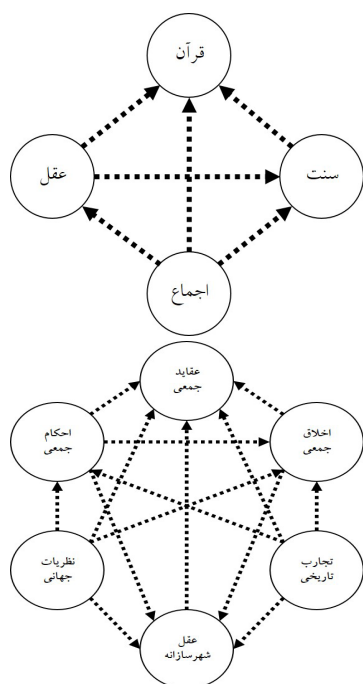 قرآن
سنت
عقل
اجماع
عقاید
جمعی
اخلاق
جمعی
احکام
جمعی
تجارب
تاریخی
نظریات
جهانی
عقل
شهرسازانه